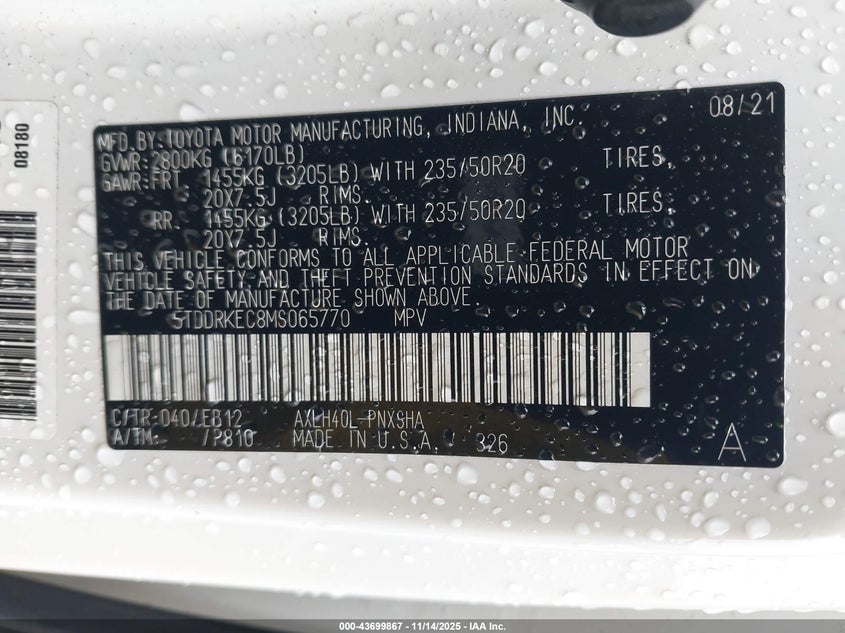 08180
08/21
MFD.BY:TOYOTA MOTOR MANUFACTURING, INDIANA, INC.
GVWR:2800KG (6170LB)
GAWR:FRT 1455KG (3205LB) WITH 235/50R20 TIRES,
20X7.5J RIMS.
RR 1455KG (3205LB) WITH 235/50R20 TIRES,
20X7.5J RIMS.
THIS VEHICLE CONFORMS TO ALL APPLICABLE FEDERAL MOTOR
VEHICLE SAFETY AND THEFT PREVENTION STANDARDS IN EFFECT ON
THE DATE OF MANUFACTURE SHOWN ABOVE.
5TDDRKEC8MS065770 MPV
C/TR:040/EB12 AXLH40L-PNXSHA
A/TM: /P810 MADE IN U.S.A. 326
A
000-43699867 - 11/14/2025 - IAA Inc.